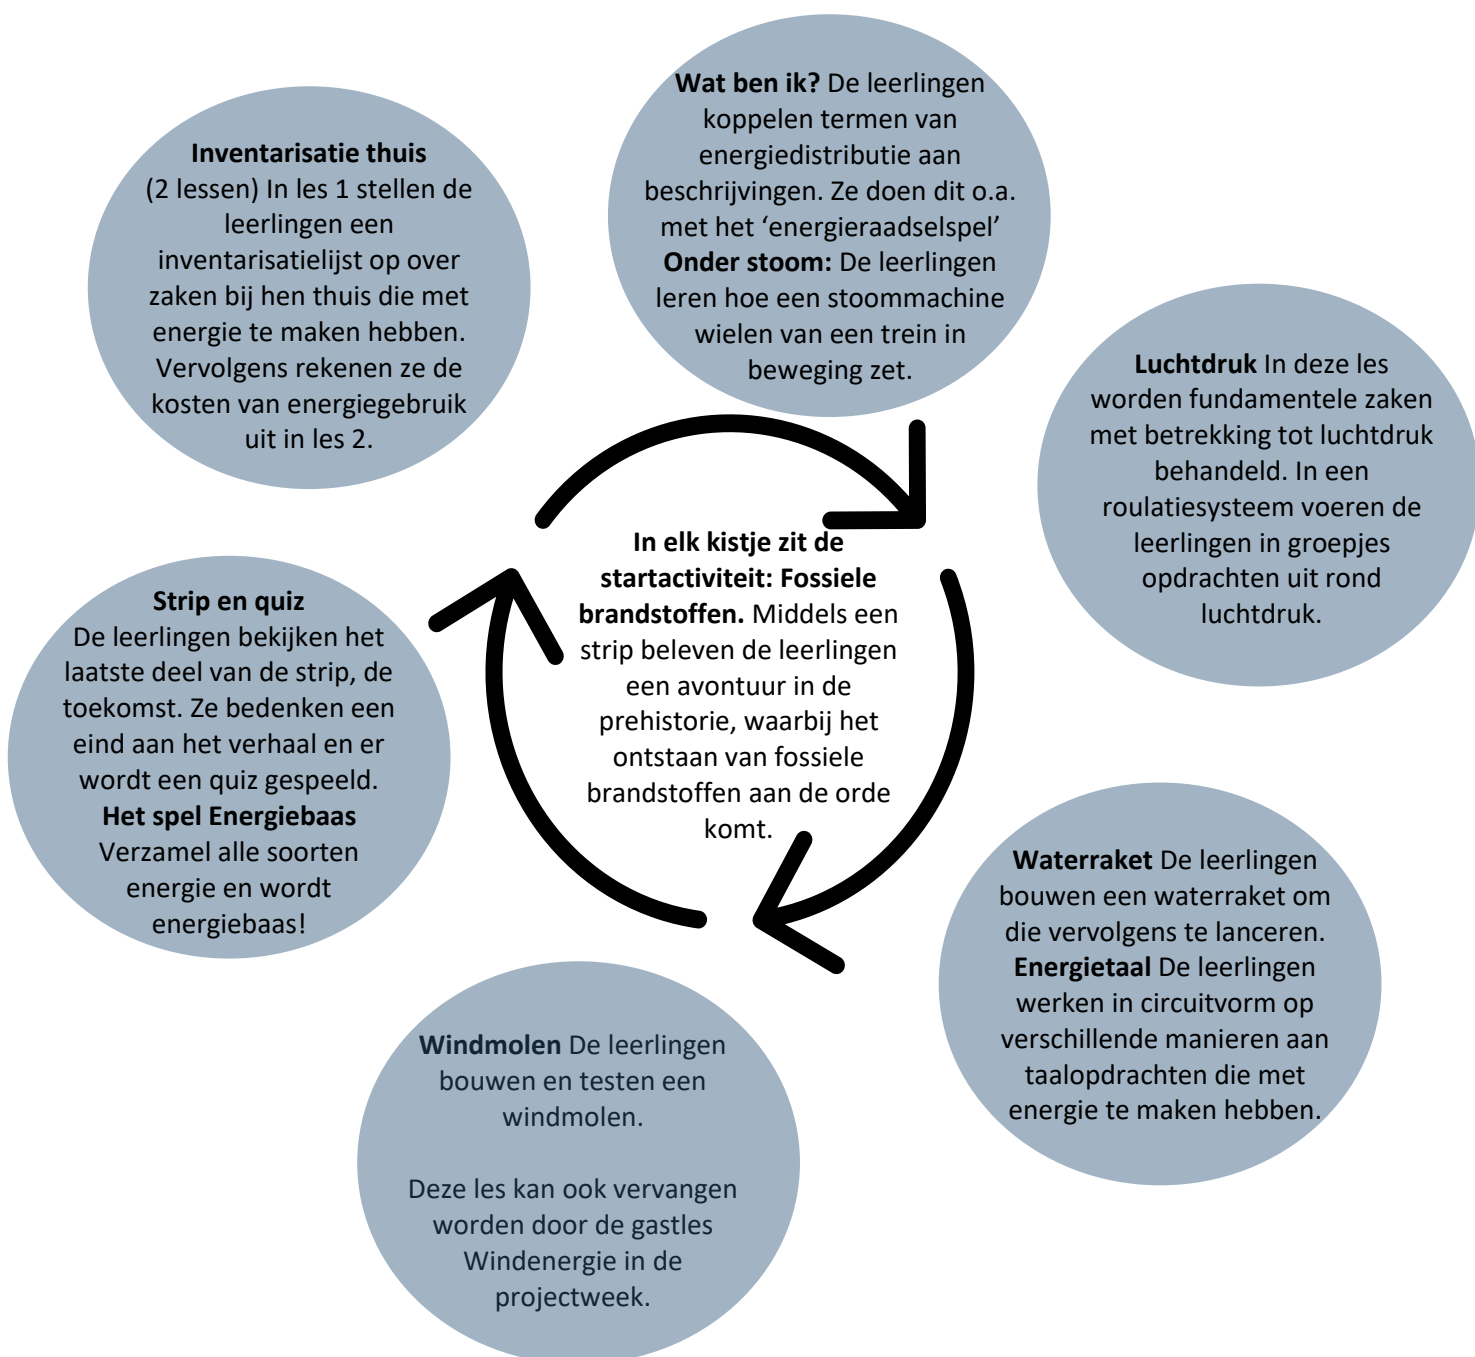 Wat ben ik? De leerlingen
koppelen termen van
energiedistributie aan
beschrijvingen. Ze doen dit o.a.
met het ‘energieraadselspel’
Onder stoom: De leerlingen
leren hoe een stoommachine
wielen van een trein in
beweging zet.
Inventarisatie thuis
(2 lessen) In les 1 stellen de
leerlingen een
inventarisatielijst op over
zaken bij hen thuis die met
energie te maken hebben.
Vervolgens rekenen ze de
kosten van energiegebruik
uit in les 2.
Luchtdruk In deze les
worden fundamentele zaken
met betrekking tot luchtdruk
behandeld. In een
roulatiesysteem voeren de
leerlingen in groepjes
opdrachten uit rond
luchtdruk.
In elk kistje zit de
startactiviteit: Fossiele
brandstoffen. Middels een
strip beleven de leerlingen
een avontuur in de
prehistorie, waarbij het
ontstaan van fossiele
brandstoffen aan de orde
komt.
Strip en quiz
De leerlingen bekijken het
laatste deel van de strip, de
toekomst. Ze bedenken een
eind aan het verhaal en er
wordt een quiz gespeeld.
Het spel Energiebaas
Verzamel alle soorten
energie en wordt
energiebaas!
Waterraket De leerlingen
bouwen een waterraket om
die vervolgens te lanceren.
Energietaal De leerlingen
werken in circuitvorm op
verschillende manieren aan
taalopdrachten die met
energie te maken hebben.
Windmolen De leerlingen
bouwen en testen een
windmolen.
Deze les kan ook vervangen
worden door de gastles
Windenergie in de
projectweek.